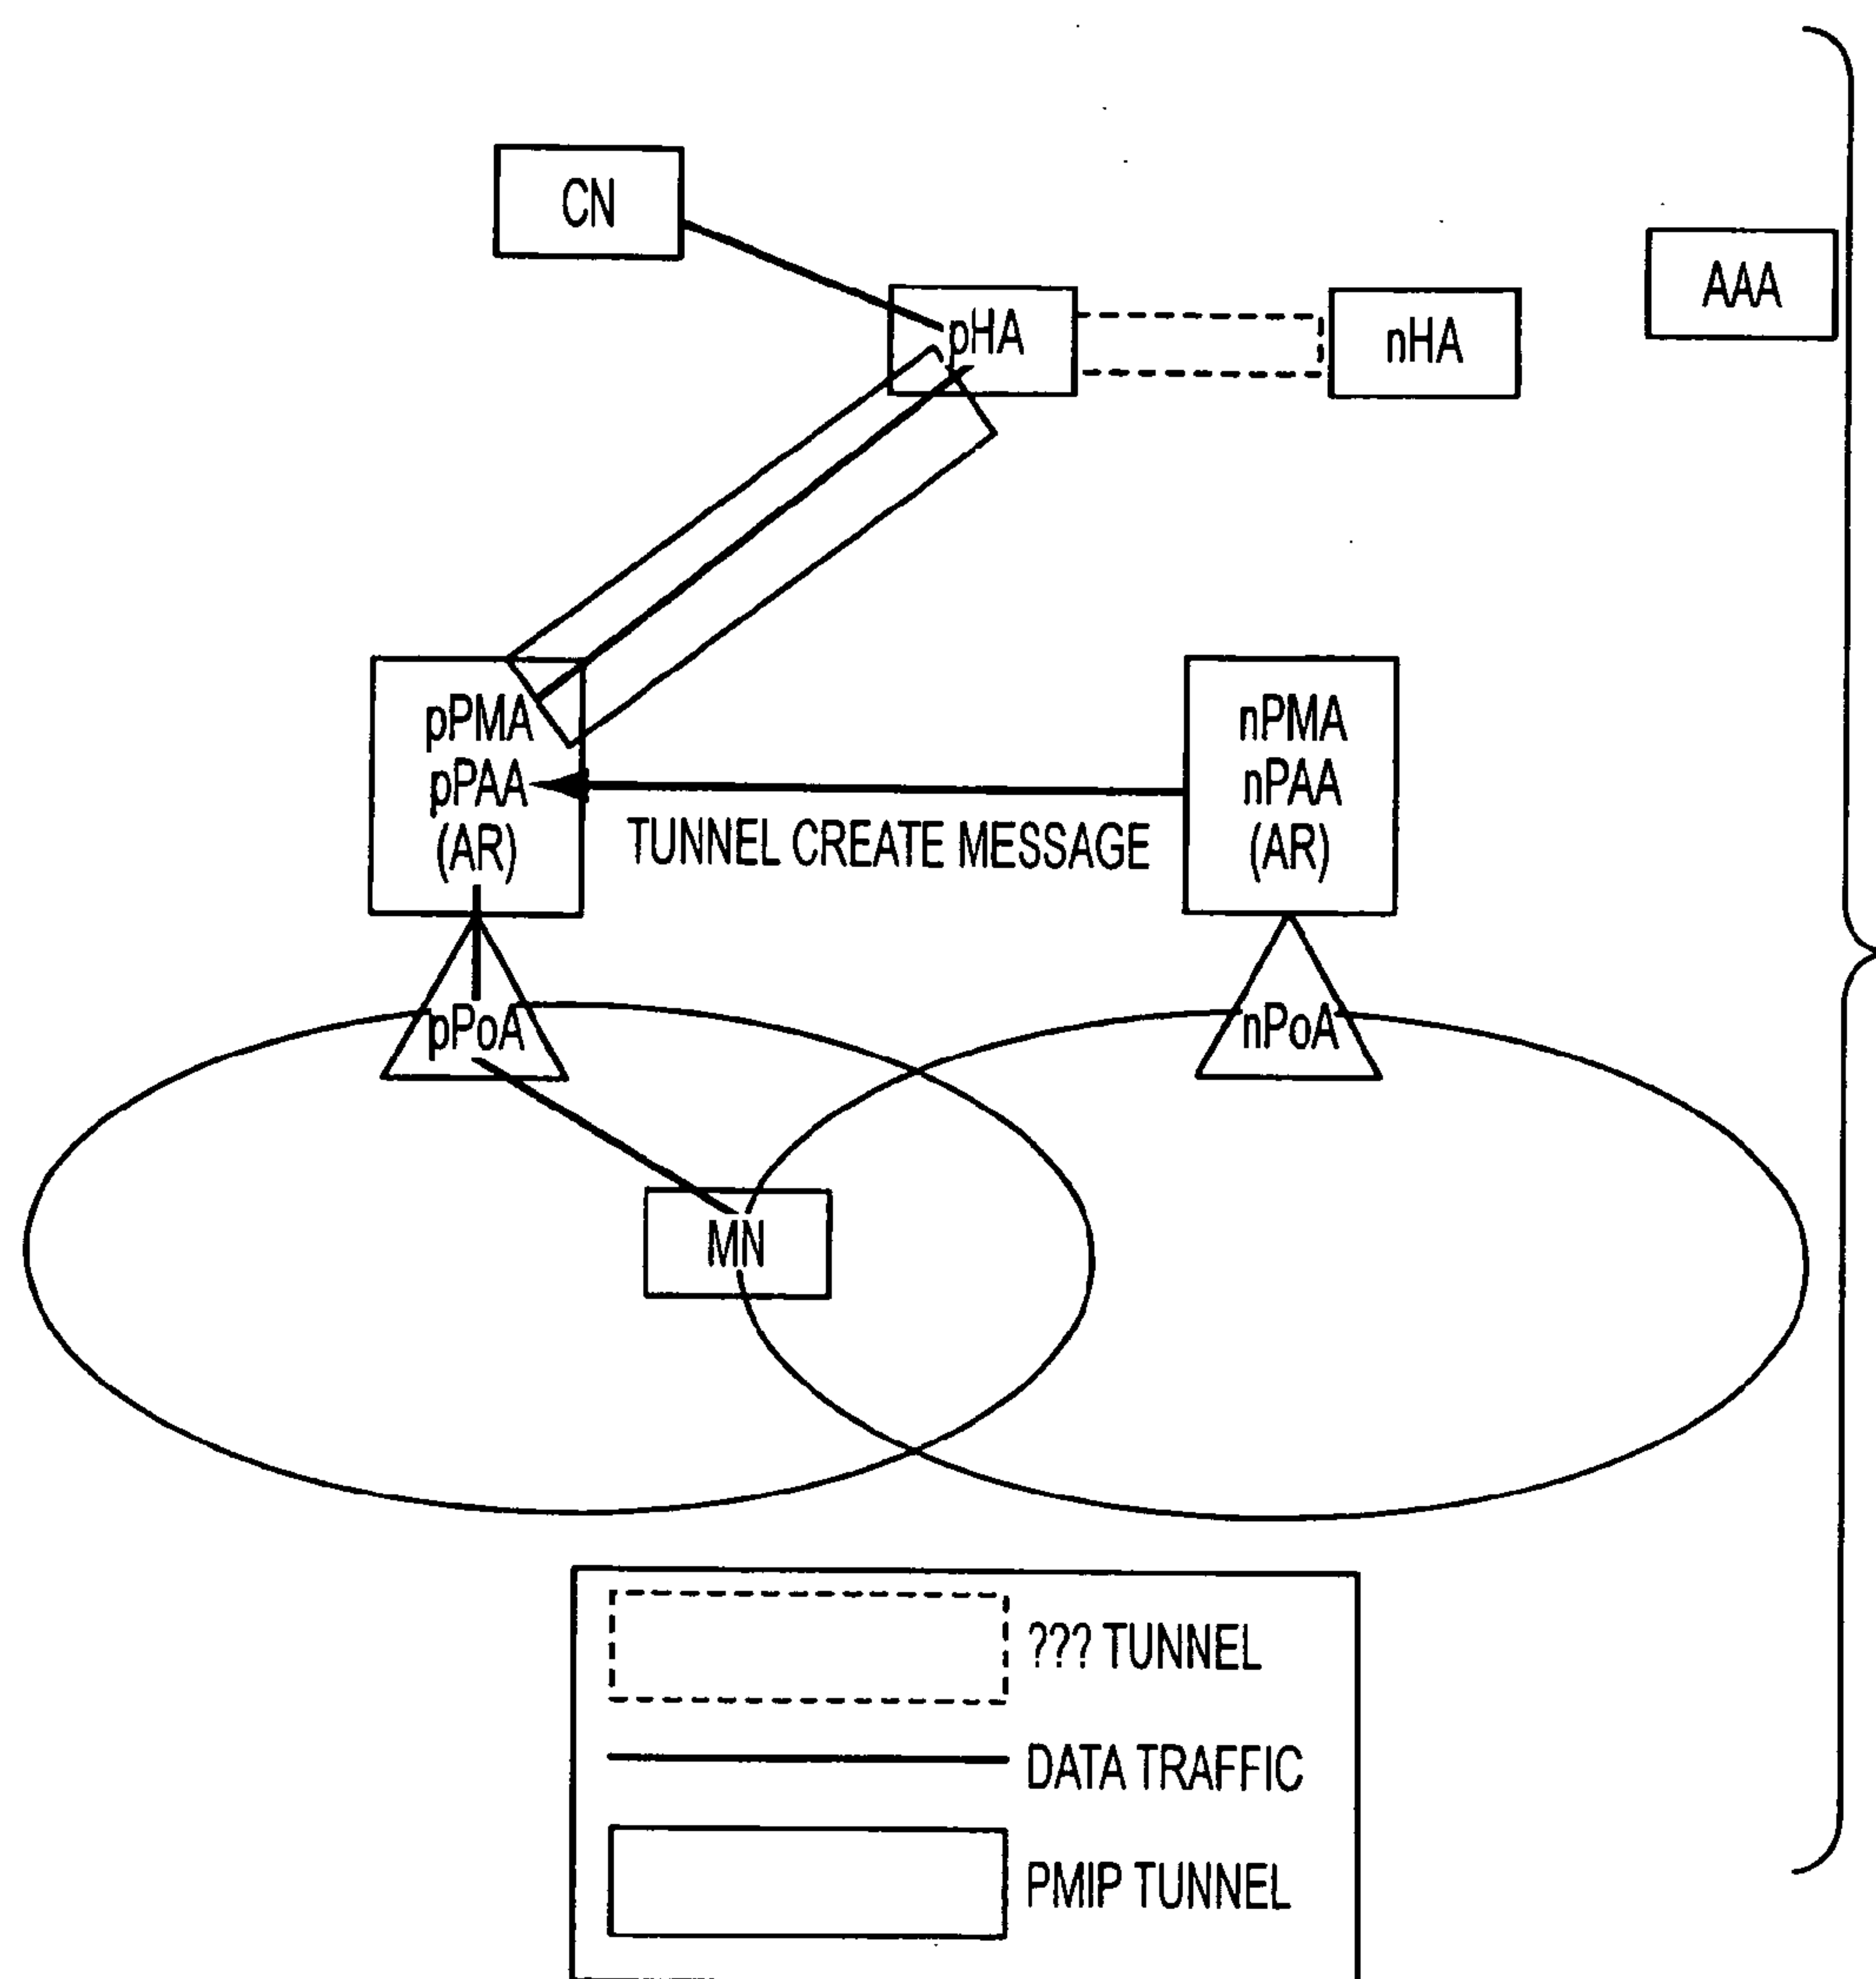 CN
AAA
pHA
nHA
pPMA
pPAA
(AR)
nPMA
nPAA
(AR)
TUNNEL CREATE MESSAGE
pPoA
nPoA
MN
??? TUNNEL
DATA TRAFFIC
PMIP TUNNEL